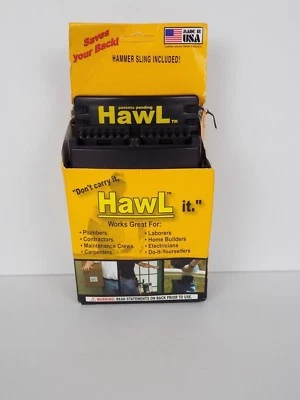 Saves
your Back!
MADE IN
USA
HAMMER SLING INCLUDED!
patents pending
HawL™
"Don't carry it,
HawL™ it."
Works Great For:
• Plumbers
• Contractors
• Maintenance Crews
• Carpenters
• Laborers
• Home Builders
• Electricians
• Do-It-Yourselfers
WARNING: READ STATEMENTS ON BACK PRIOR TO USE.